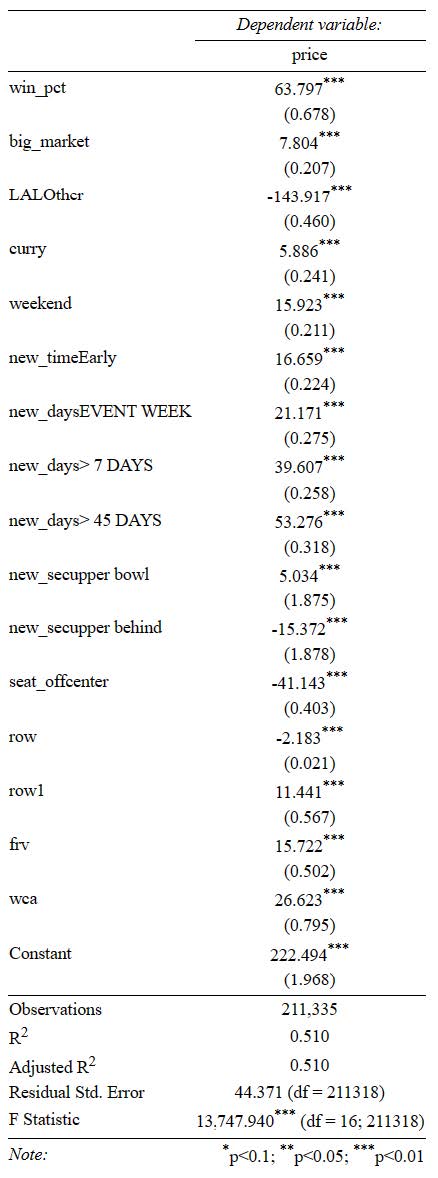 Dependent variable:
price
win_pct 63.797***
(0.678)
big_market 7.804***
(0.207)
LALOther -143.917***
(0.460)
curry 5.886***
(0.241)
weekend 15.923***
(0.211)
new_timeEarly 16.659***
(0.224)
new_daysEVENT WEEK 21.171***
(0.275)
new_days> 7 DAYS 39.607***
(0.258)
new_days> 45 DAYS 53.276***
(0.318)
new_secupper bowl 5.034***
(1.875)
new_secupper behind -15.372***
(1.878)
seat_offcenter -41.143***
(0.403)
row -2.183***
(0.021)
row1 11.441***
(0.567)
frv 15.722***
(0.502)
wca 26.623***
(0.795)
Constant 222.494***
(1.968)
Observations 211,335
R2 0.510
Adjusted R2 0.510
Residual Std. Error 44.371 (df = 211318)
F Statistic 13,747.940*** (df = 16; 211318)
Note: *p<0.1; **p<0.05; ***p<0.01